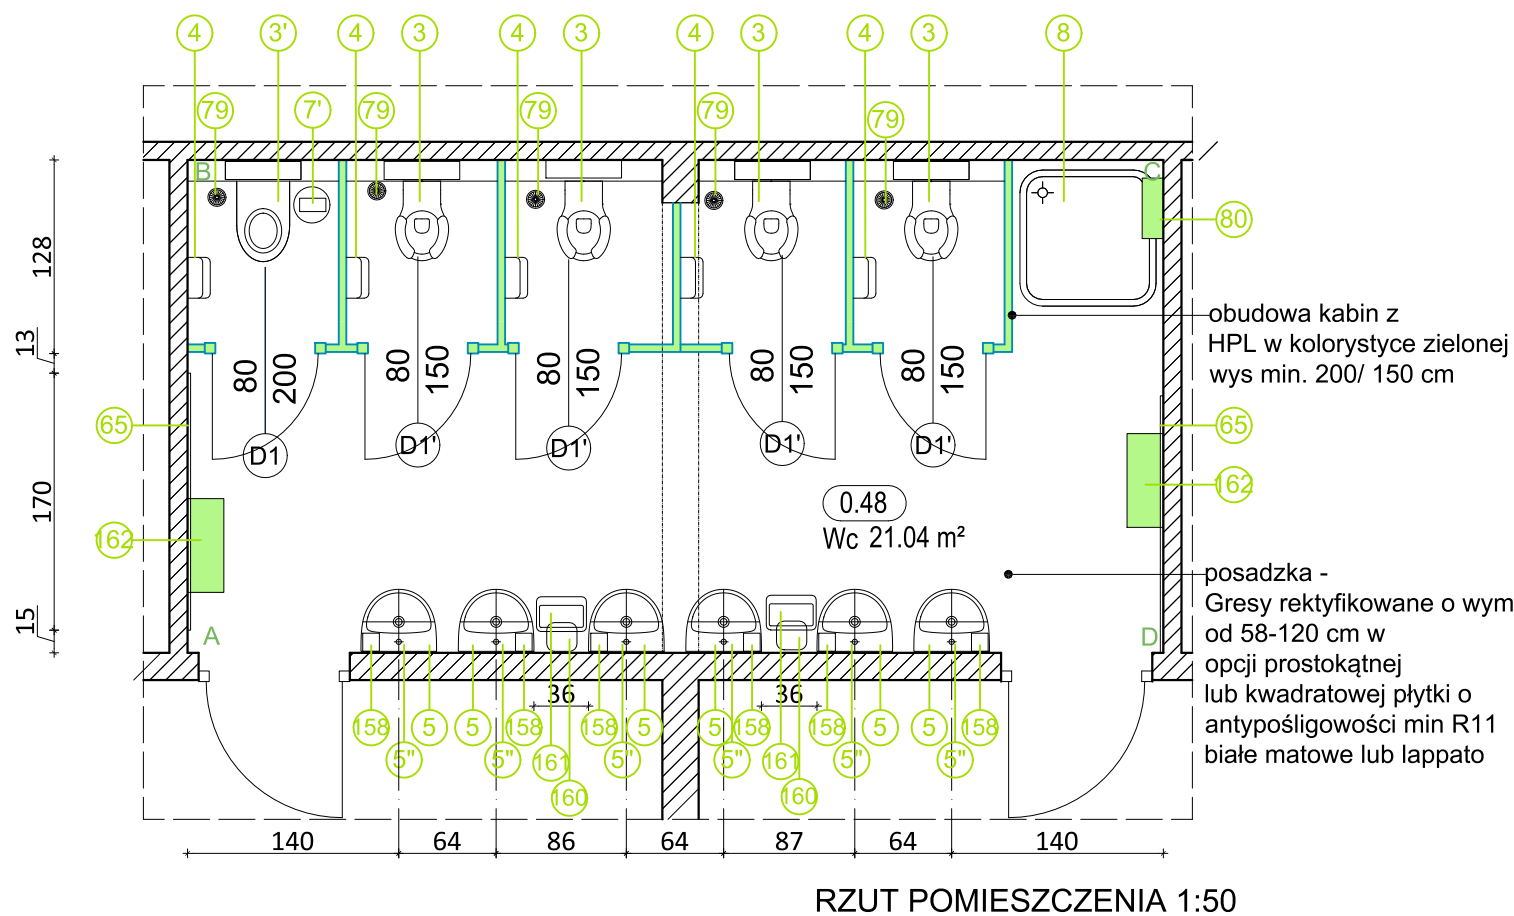 4 3' 4 3 4 3 4 3 4 3 8
79 7' 79 79 79 79
B C
80
128
13
170
15
80 200
80 150
80 150
80 150
80 150
D1 D1' D1' D1' D1'
obudowa kabin z
HPL w kolorystyce zielonej
wys min. 200/ 150 cm
65 65
162 162
0.48
Wc 21.04 m²
posadzka -
Gresy rektyfikowane o wym
od 58-120 cm w
opcji prostokątnej
lub kwadratowej płytki o
antypośligowości min R11
białe matowe lub lappato
A D
36 36
158 5 5 158 158 5 5 158 158 5 5 158
5" 5" 5" 5" 5" 5"
161 161
160 160
140 64 86 64 87 64 140
RZUT POMIESZCZENIA 1:50